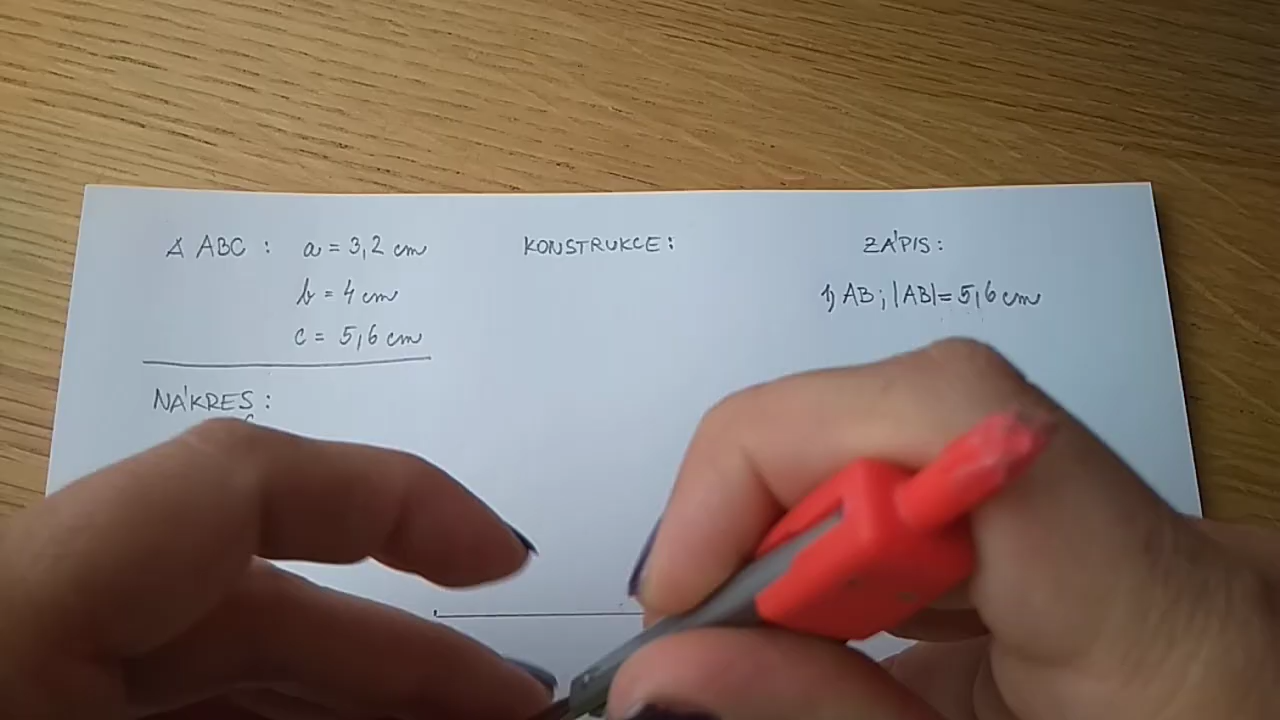 ∆ ABC : a = 3,2 cm
b = 4 cm
c = 5,6 cm
NÁKRES :
C
KONSTRUKCE :
ZÁPIS :
1) AB ; |AB| = 5,6 cm